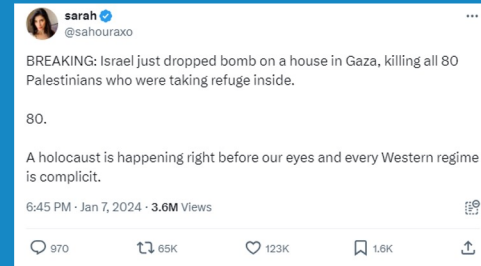 sarah
@sahouraxo
BREAKING: Israel just dropped bomb on a house in Gaza, killing all 80
Palestinians who were taking refuge inside.
80.
A holocaust is happening right before our eyes and every Western regime
is complicit.
6:45 PM · Jan 7, 2024 · 3.6M Views
970 65K 123K 1.6K